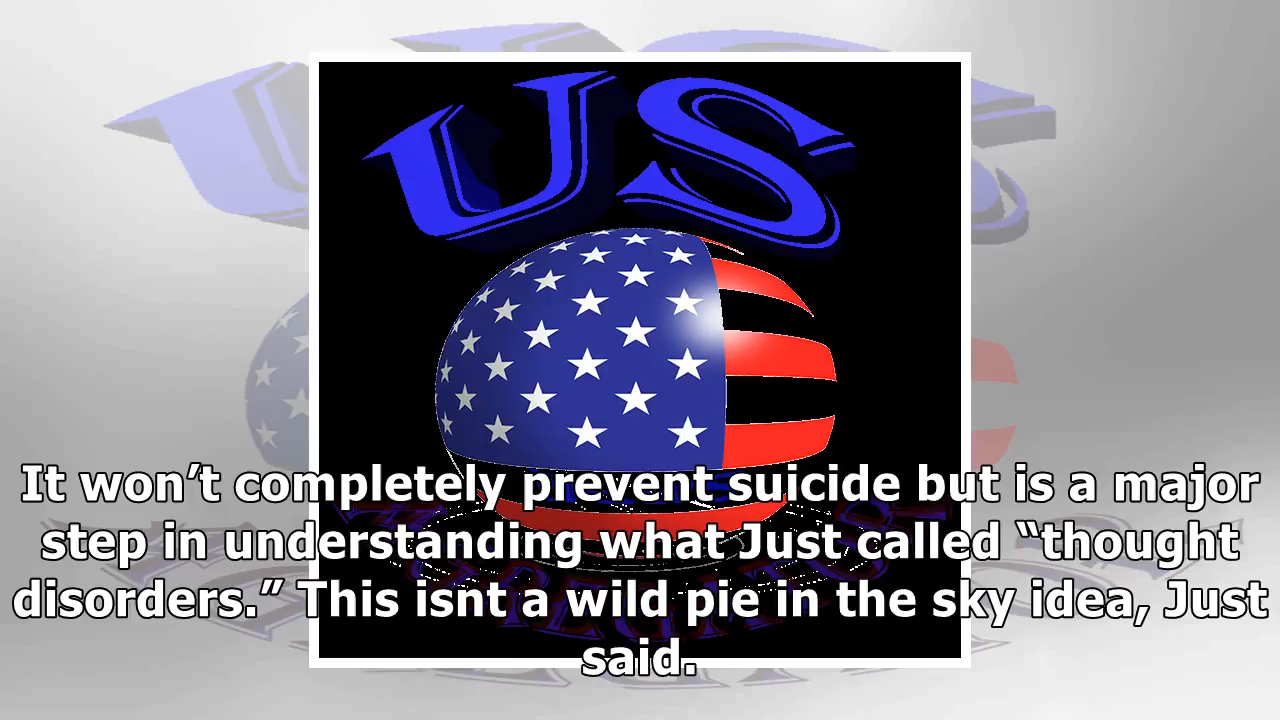 US
It won’t completely prevent suicide but is a major
step in understanding what Just called “thought
disorders.” This isnt a wild pie in the sky idea, Just
said.